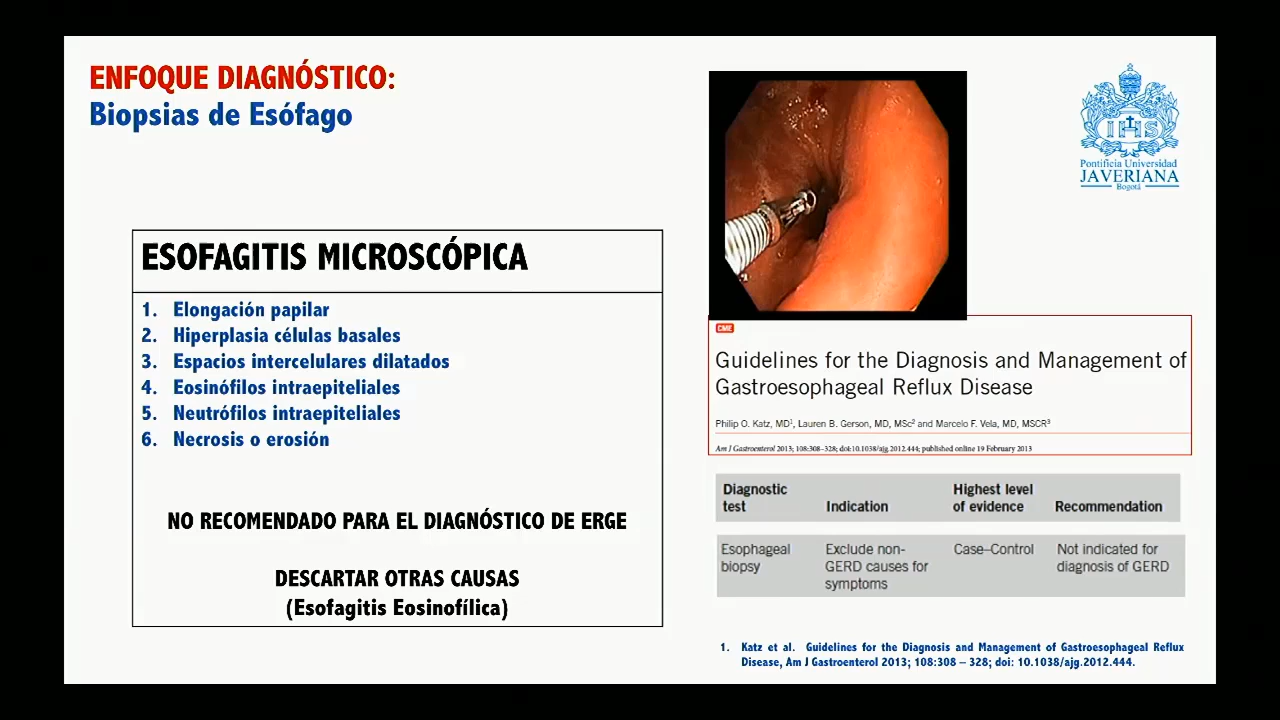 ENFOQUE DIAGNÓSTICO:
Biopsias de Esófago
IHS
Pontificia Universidad
JAVERIANA
Bogotá
ESOFAGITIS MICROSCÓPICA
1. Elongación papilar
2. Hiperplasia células basales
3. Espacios intercelulares dilatados
4. Eosinófilos intraepiteliales
5. Neutrófilos intraepiteliales
6. Necrosis o erosión
NO RECOMENDADO PARA EL DIAGNÓSTICO DE ERGE
DESCARTAR OTRAS CAUSAS
(Esofagitis Eosinofílica)
CME
Guidelines for the Diagnosis and Management of
Gastroesophageal Reflux Disease
Philip O. Katz, MD1, Lauren B. Gerson, MD, MSc2 and Marcelo F. Vela, MD, MSCR3
Am J Gastroenterol 2013; 108:308–328; doi:10.1038/ajg.2012.444; published online 19 February 2013
Diagnostic
test
Indication
Highest level
of evidence
Recommendation
Esophageal
biopsy
Exclude non-
GERD causes for
symptoms
Case–Control
Not indicated for
diagnosis of GERD
1. Katz et al. Guidelines for the Diagnosis and Management of Gastroesophageal Reflux
Disease, Am J Gastroenterol 2013; 108:308 – 328; doi: 10.1038/ajg.2012.444.